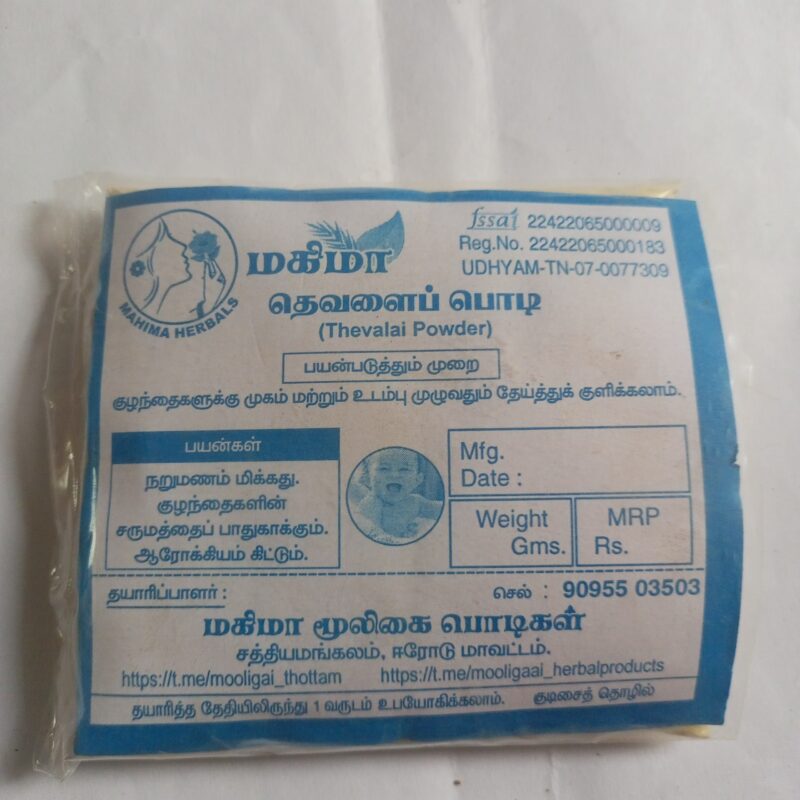 fssai 22422065000009
Reg.No. 22422065000183
UDHYAM-TN-07-0077309
MAHIMA HERBALS
மகிமா
தெவளைப் பொடி
(Thevalai Powder)
பயன்படுத்தும் முறை
குழந்தைகளுக்கு முகம் மற்றும் உடம்பு முழுவதும் தேய்த்துக் குளிக்கலாம்.
பயன்கள்
நறுமணம் மிக்கது.
குழந்தைகளின்
சருமத்தைப் பாதுகாக்கும்.
ஆரோக்கியம் கிட்டும்.
Mfg.
Date :
Weight
Gms.
MRP
Rs.
தயாரிப்பாளர் :
செல் : 90955 03503
மகிமா மூலிகை பொடிகள்
சத்தியமங்கலம், ஈரோடு மாவட்டம்.
https://t.me/mooligai_thottam https://t.me/mooligaai_herbalproducts
தயாரித்த தேதியிலிருந்து 1 வருடம் உபயோகிக்கலாம். குடிசைத் தொழில்